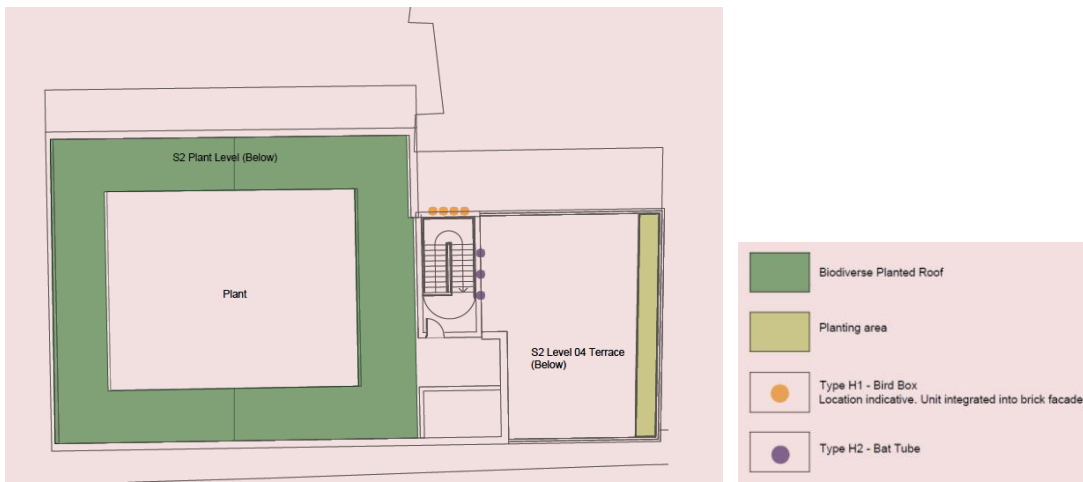 S2 Plant Level (Below)
Plant
S2 Level 04 Terrace
(Below)
Biodiverse Planted Roof
Planting area
Type H1 - Bird Box
Location indicative. Unit integrated into brick facade
Type H2 - Bat Tube